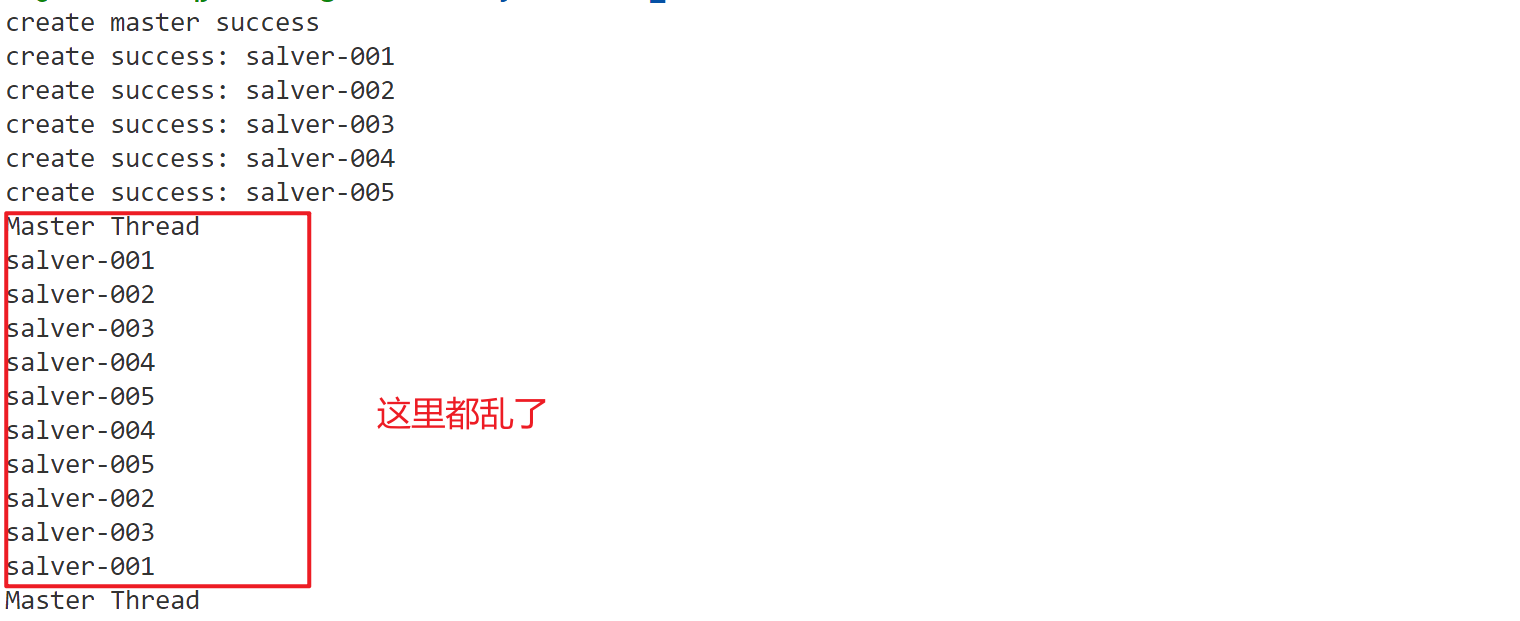 create master success
create success: salver-001
create success: salver-002
create success: salver-003
create success: salver-004
create success: salver-005
Master Thread
salver-001
salver-002
salver-003
salver-004
salver-005
salver-004
salver-005
salver-002
salver-003
salver-001
Master Thread
这里都乱了